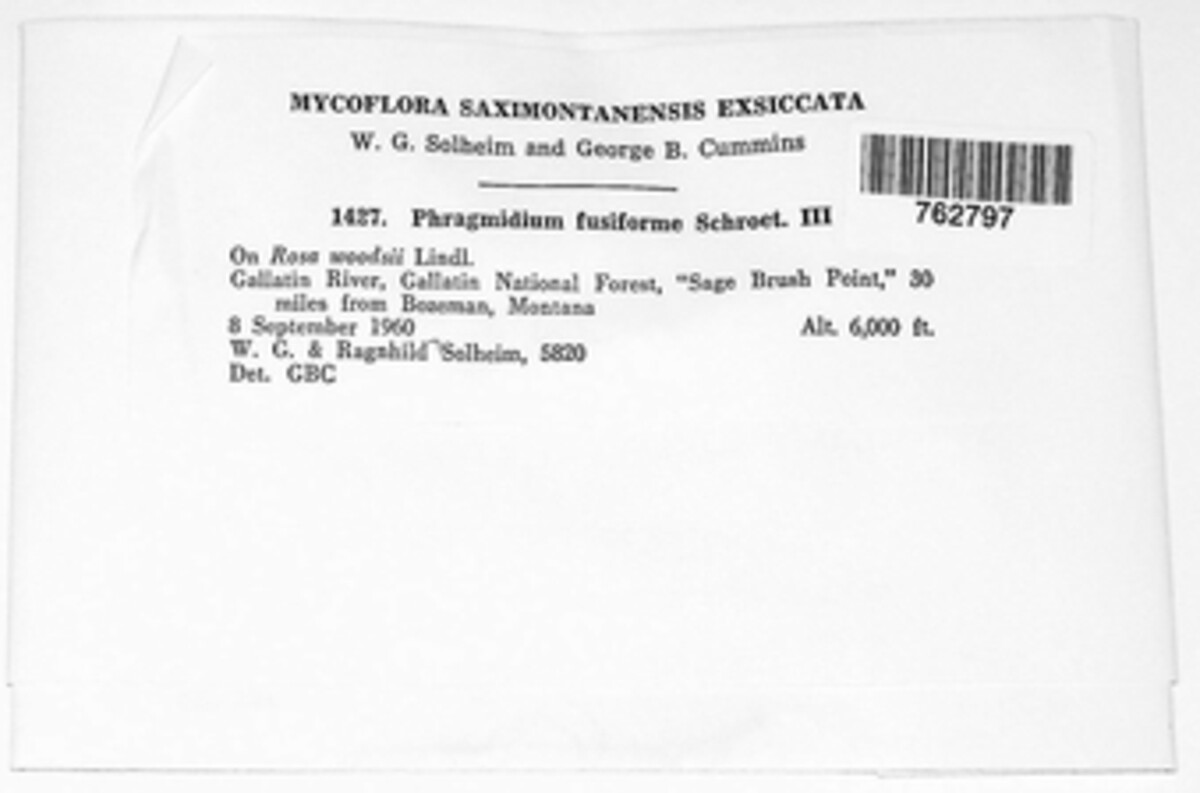 MYCOFLORA SAXIMONTANENSIS EXSICCATA
W. G. Solheim and George B. Cummins
762797
1427. Phragmidium fusiforme Schroet. III
On Rosa woodsii Lindl.
Gallatin River, Gallatin National Forest, "Sage Brush Point," 30
miles from Bozeman, Montana
8 September 1960 Alt. 6,000 ft.
W. G. & Ragnhild Solheim, 5820
Det. GBC